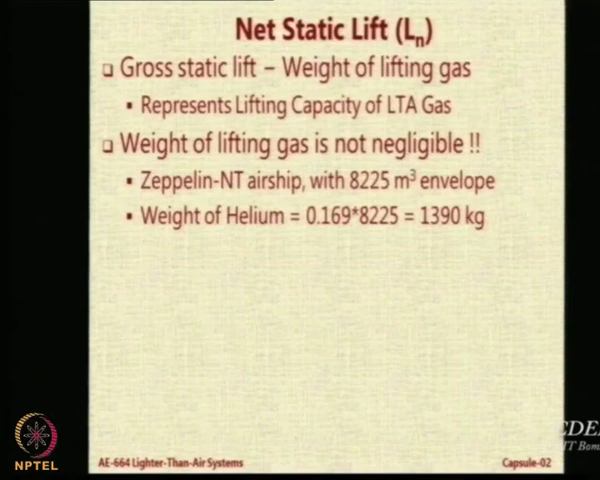 Net Static Lift (Ln)
Gross static lift – Weight of lifting gas
Represents Lifting Capacity of LTA Gas
Weight of lifting gas is not negligible !!
Zeppelin-NT airship, with 8225 m³ envelope
Weight of Helium = 0.169*8225 = 1390 kg
NPTEL
AE-664 Lighter-Than-Air Systems
Capsule-02